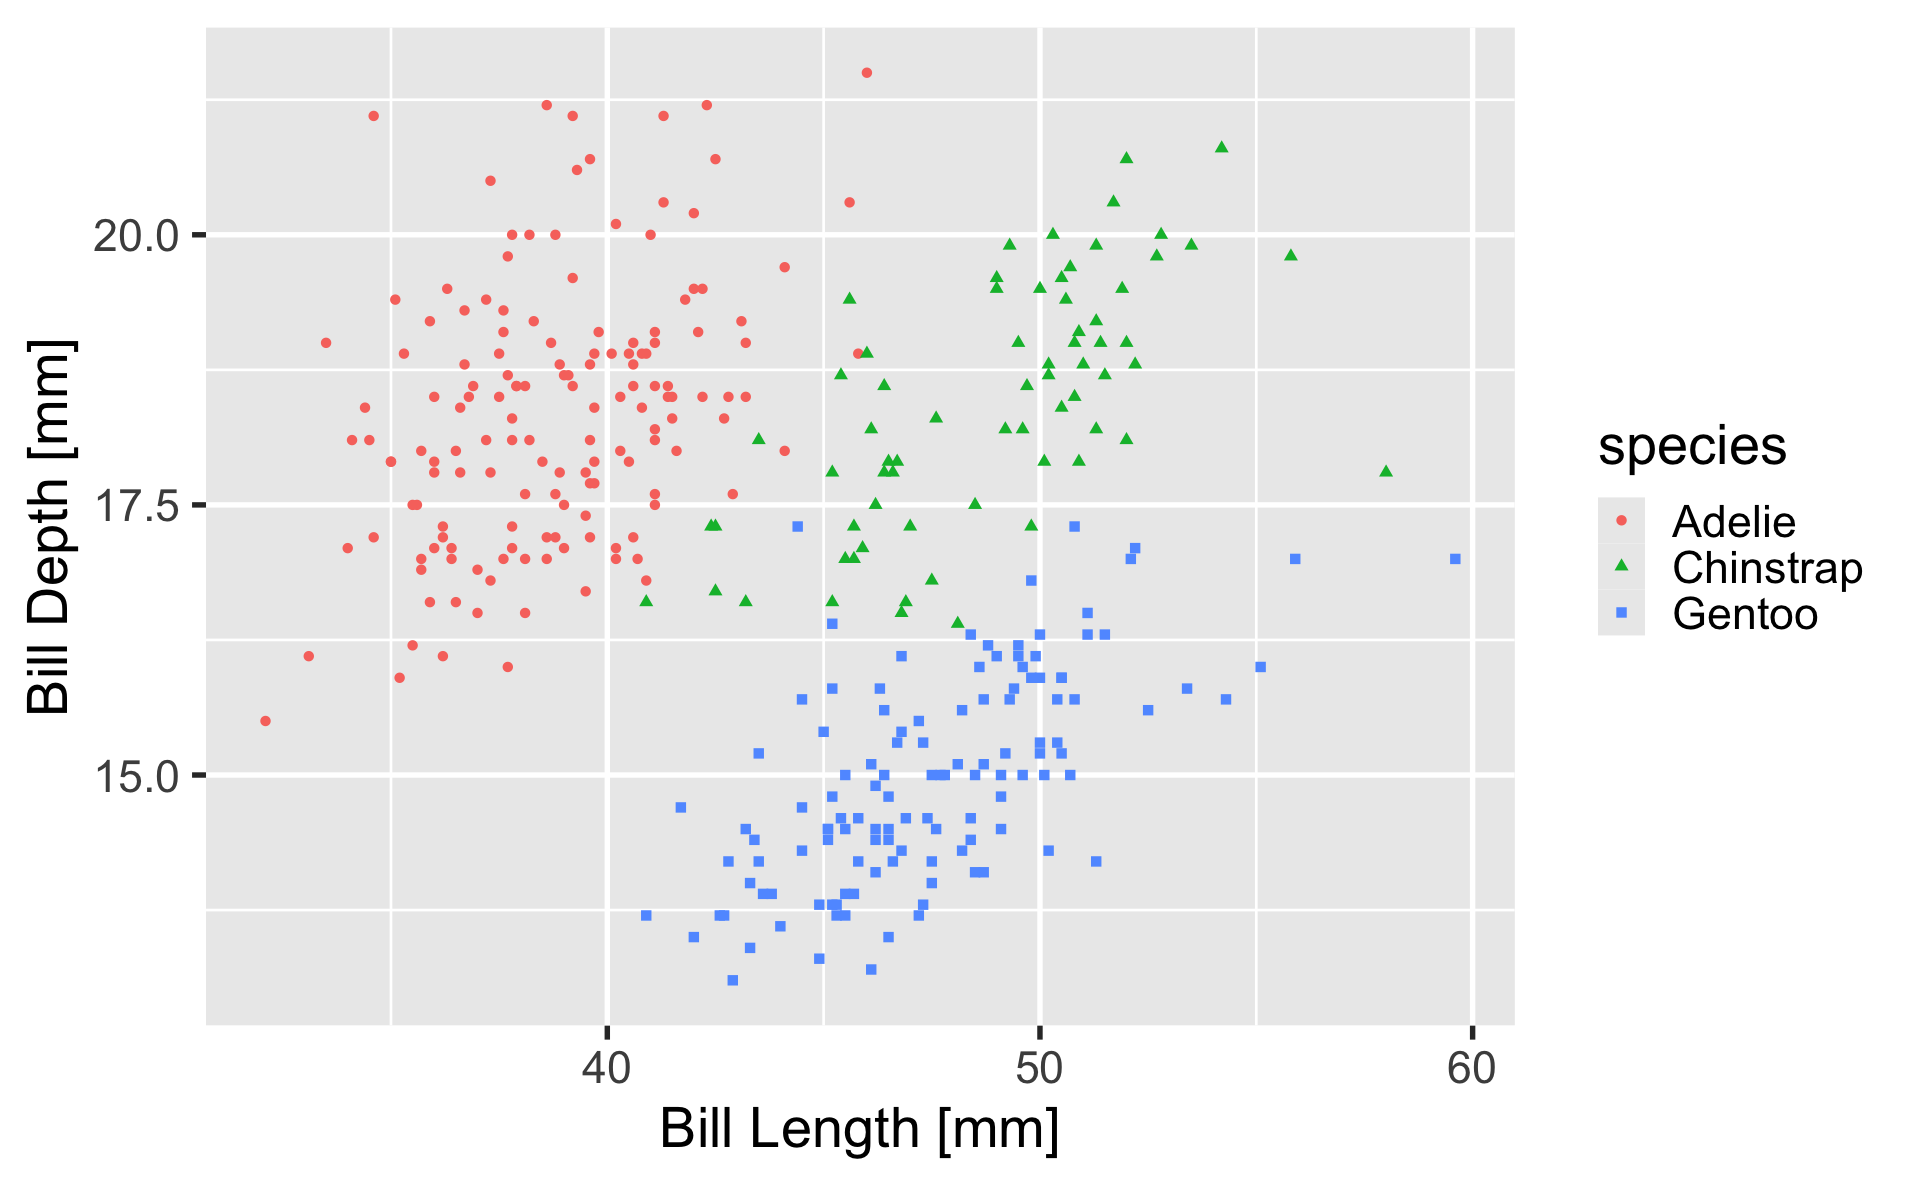 Bill Depth [mm]
20.0
17.5
15.0
40 50 60
Bill Length [mm]
species
Adelie
Chinstrap
Gentoo